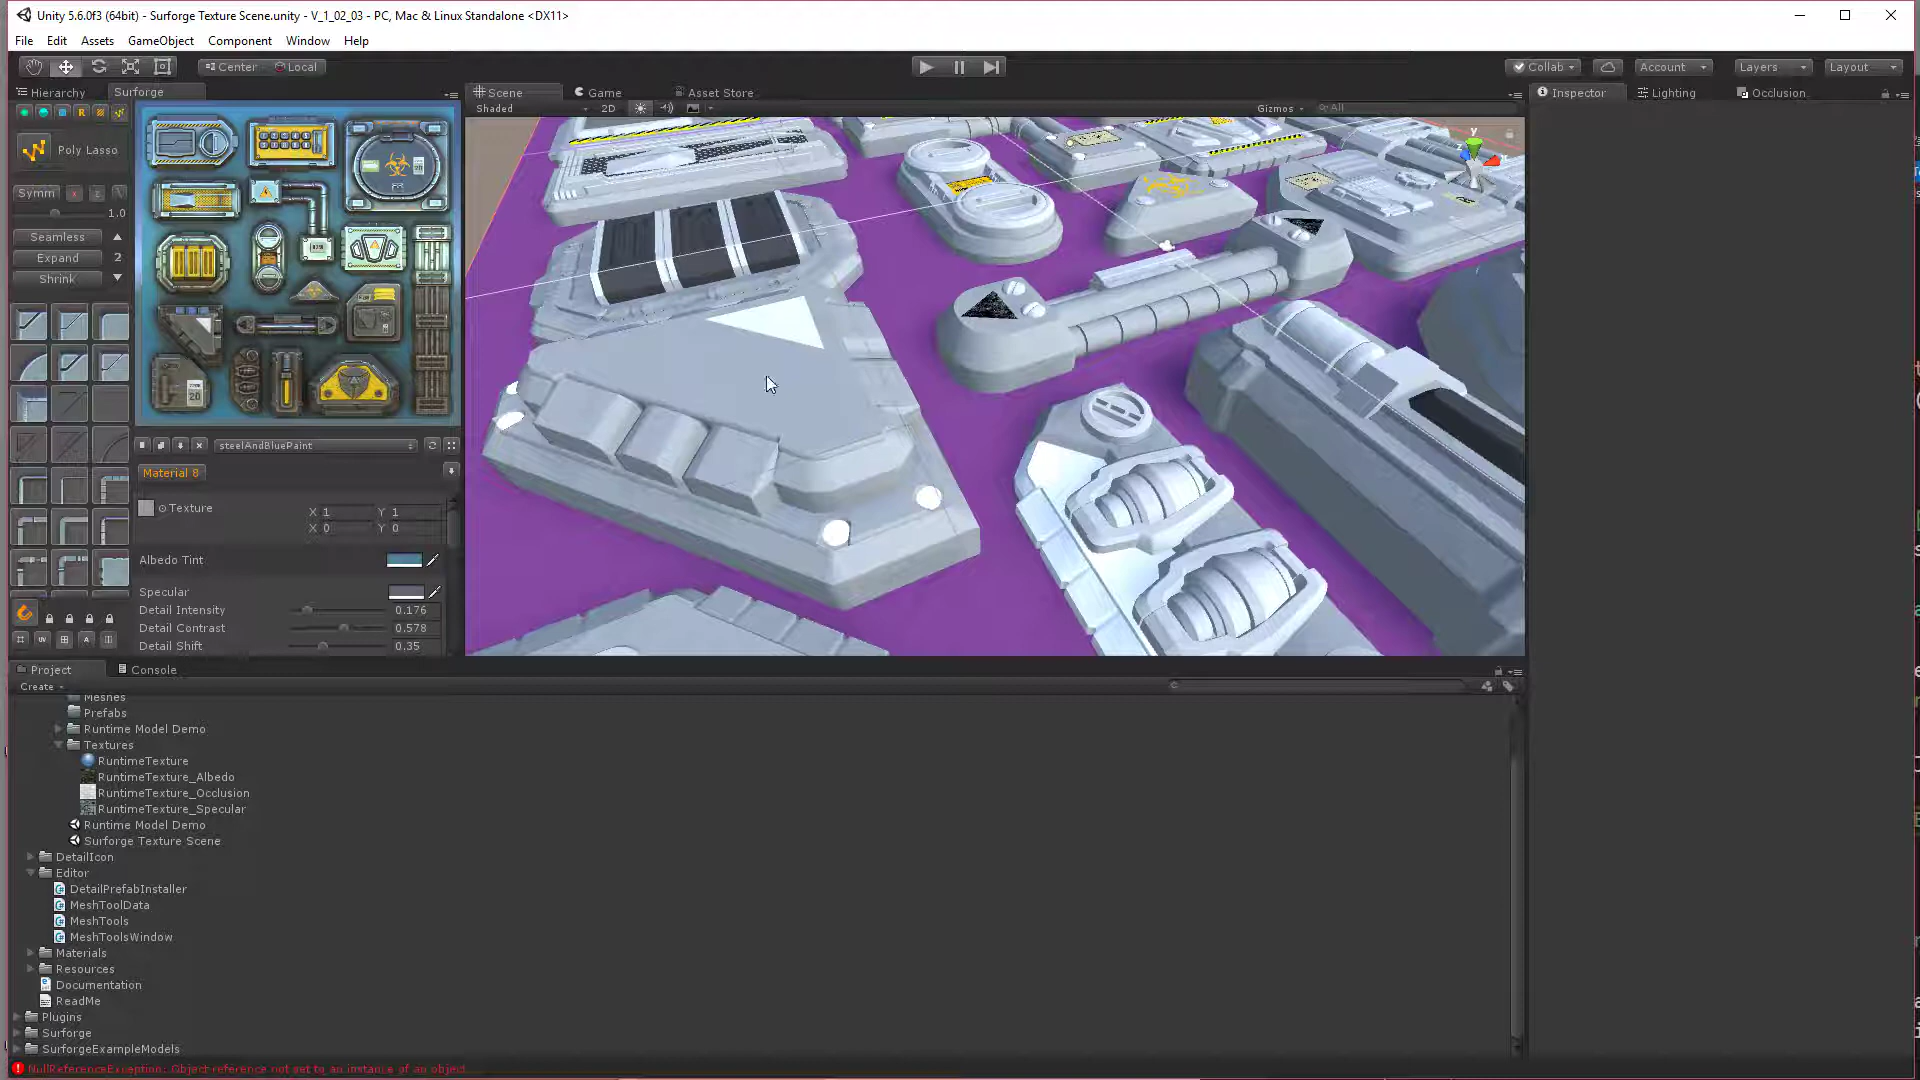 Unity 5.6.0f3 (64bit) - Surforge Texture Scene.unity - V_1_02_03 - PC, Mac & Linux Standalone <DX11>
File Edit Assets GameObject Component Window Help
Center Local Collab Account Layers Layout
Hierarchy Surforge Scene Game Asset Store Inspector Lighting Occlusion
Shaded 2D Gizmos All
R
Poly Lasso
Symm x z
1.0
Seamless
Expand 2
Shrink
steelAndBluePaint
Material 8
Texture X 1 Y 1
X 0 Y 0
Albedo Tint
Specular
Detail Intensity 0.176
Detail Contrast 0.578
Detail Shift 0.35
UV A
y
Project Console
Create
Meshes
Prefabs
Runtime Model Demo
Textures
RuntimeTexture
RuntimeTexture_Albedo
RuntimeTexture_Occlusion
RuntimeTexture_Specular
Runtime Model Demo
Surforge Texture Scene
DetailIcon
Editor
DetailPrefabInstaller
MeshToolData
MeshTools
MeshToolsWindow
Materials
Resources
Documentation
ReadMe
Plugins
Surforge
SurforgeExampleModels
NullReferenceException: Object reference not set to an instance of an object